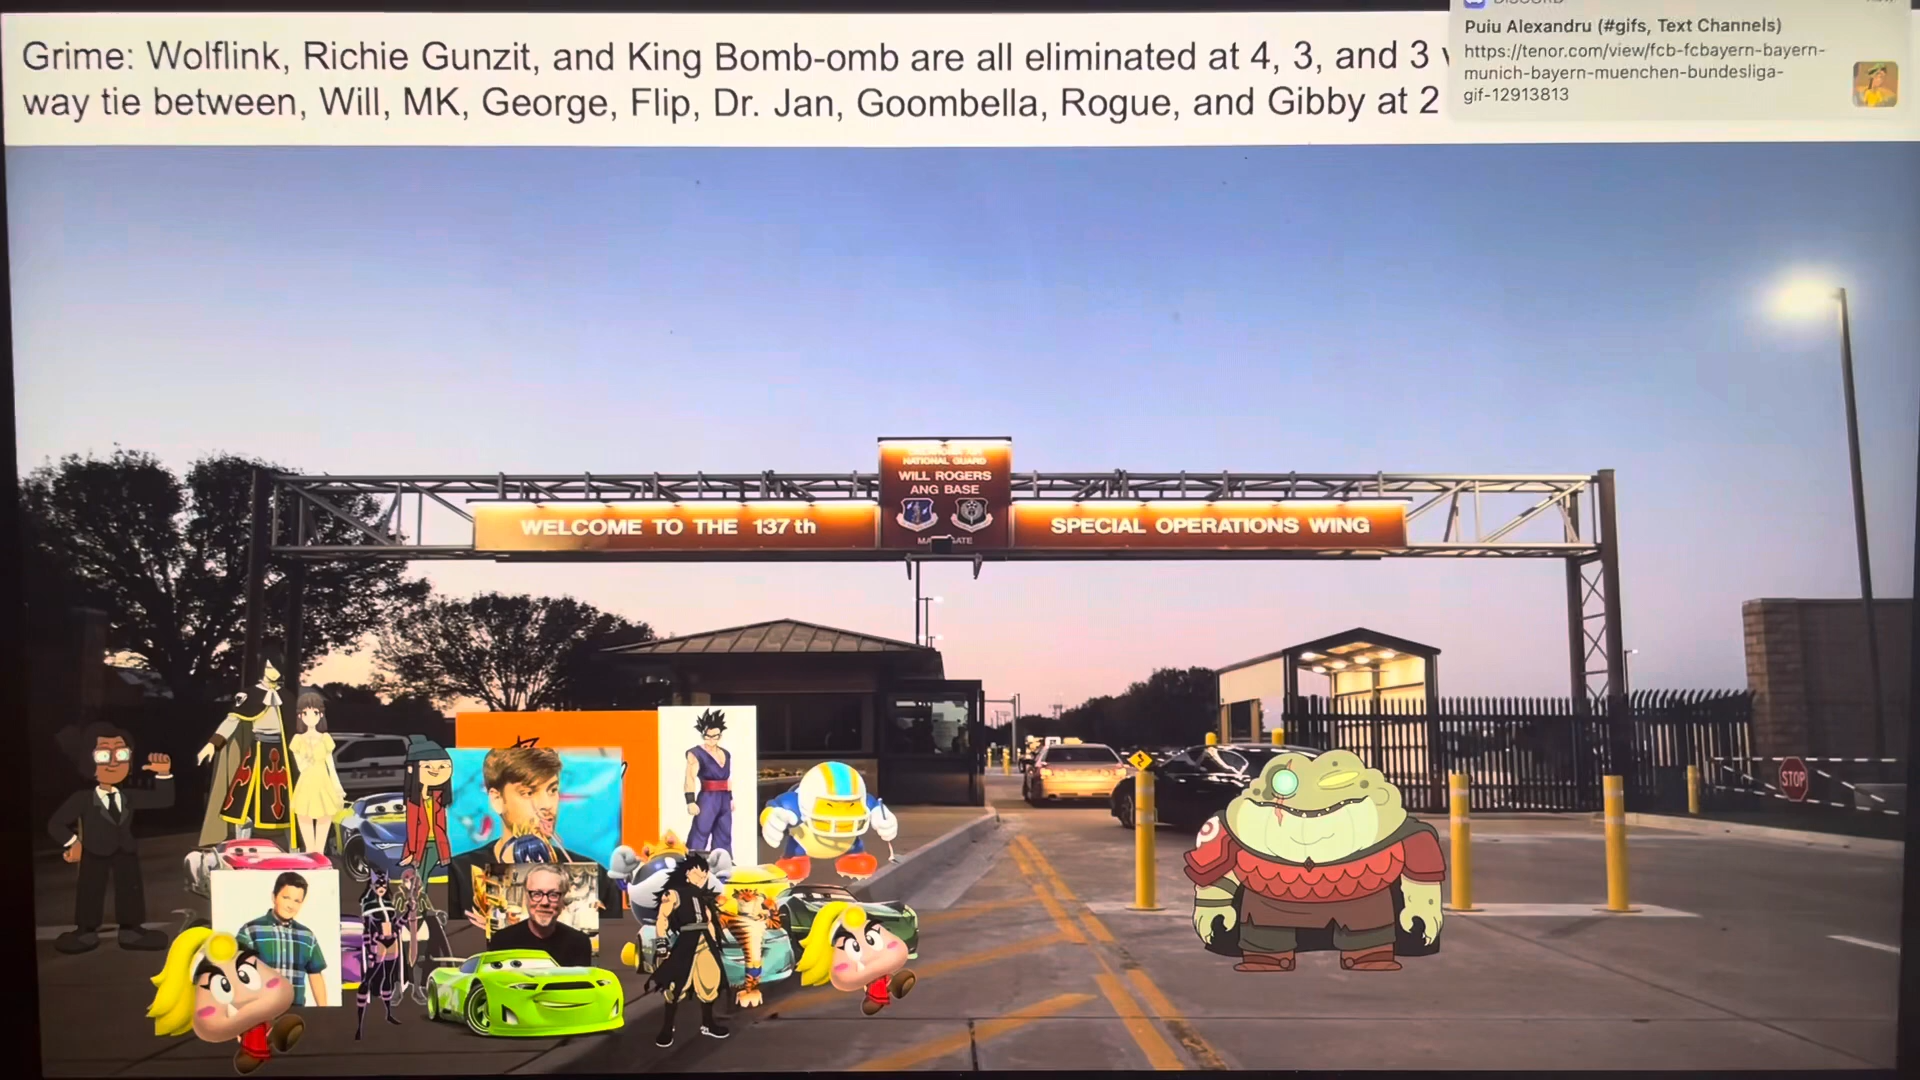 Grime: Wolflink, Richie Gunzit, and King Bomb-omb are all eliminated at 4, 3, and 3
way tie between, Will, MK, George, Flip, Dr. Jan, Goombella, Rogue, and Gibby at 2
Puiu Alexandru (#gifs, Text Channels)
https://tenor.com/view/fcb-fcbayern-bayern-
munich-bayern-muenchen-bundesliga-
gif-12913813
NATIONAL GUARD
WILL ROGERS
ANG BASE
WELCOME TO THE 137th
SPECIAL OPERATIONS WING
STOP
24